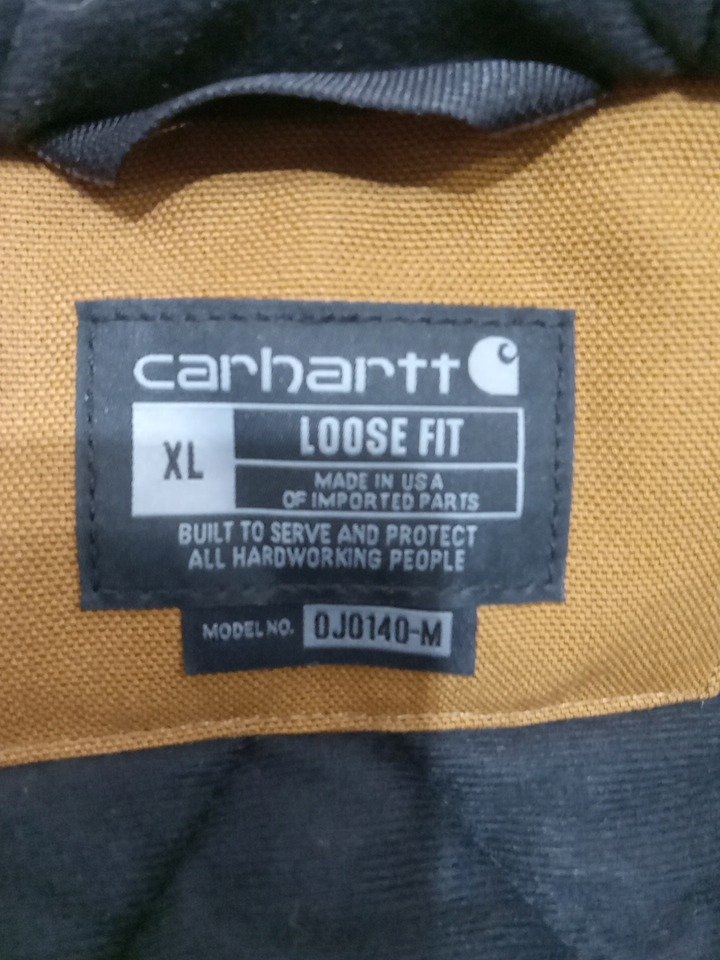 carhartt
XL
LOOSE FIT
MADE IN USA
OF IMPORTED PARTS
BUILT TO SERVE AND PROTECT
ALL HARDWORKING PEOPLE
MODEL NO. 0J0140-M